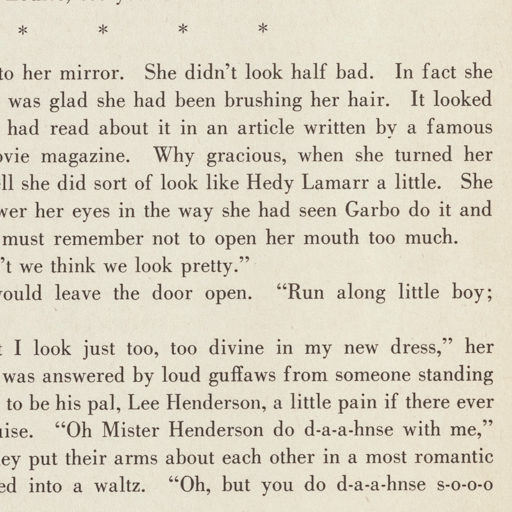 * * * *
to her mirror. She didn't look half bad. In fact she
was glad she had been brushing her hair. It looked
had read about it in an article written by a famous
ovie magazine. Why gracious, when she turned her
ll she did sort of look like Hedy Lamarr a little. She
wer her eyes in the way she had seen Garbo do it and
must remember not to open her mouth too much.
't we think we look pretty."
ould leave the door open. "Run along little boy;
I look just too, too divine in my new dress," her
was answered by loud guffaws from someone standing
to be his pal, Lee Henderson, a little pain if there ever
ise. "Oh Mister Henderson do d-a-a-hnse with me,"
ey put their arms about each other in a most romantic
ed into a waltz. "Oh, but you do d-a-a-hnse s-o-o-o